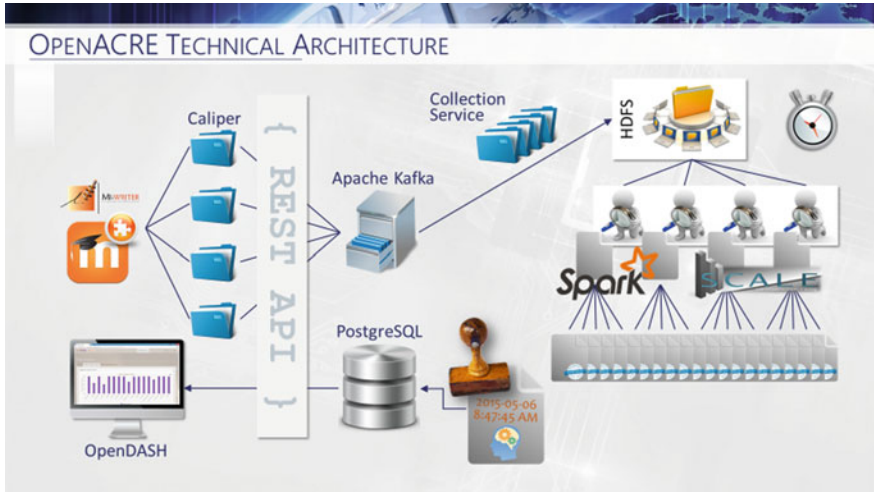 OPENACRE TECHNICAL ARCHITECTURE
Caliper
Collection
Service
HDFS
{ REST API }
Apache Kafka
MIWRITER
m
Spark
SCALE
PostgreSQL
2015-05-06
8:47:45 AM
OpenDASH